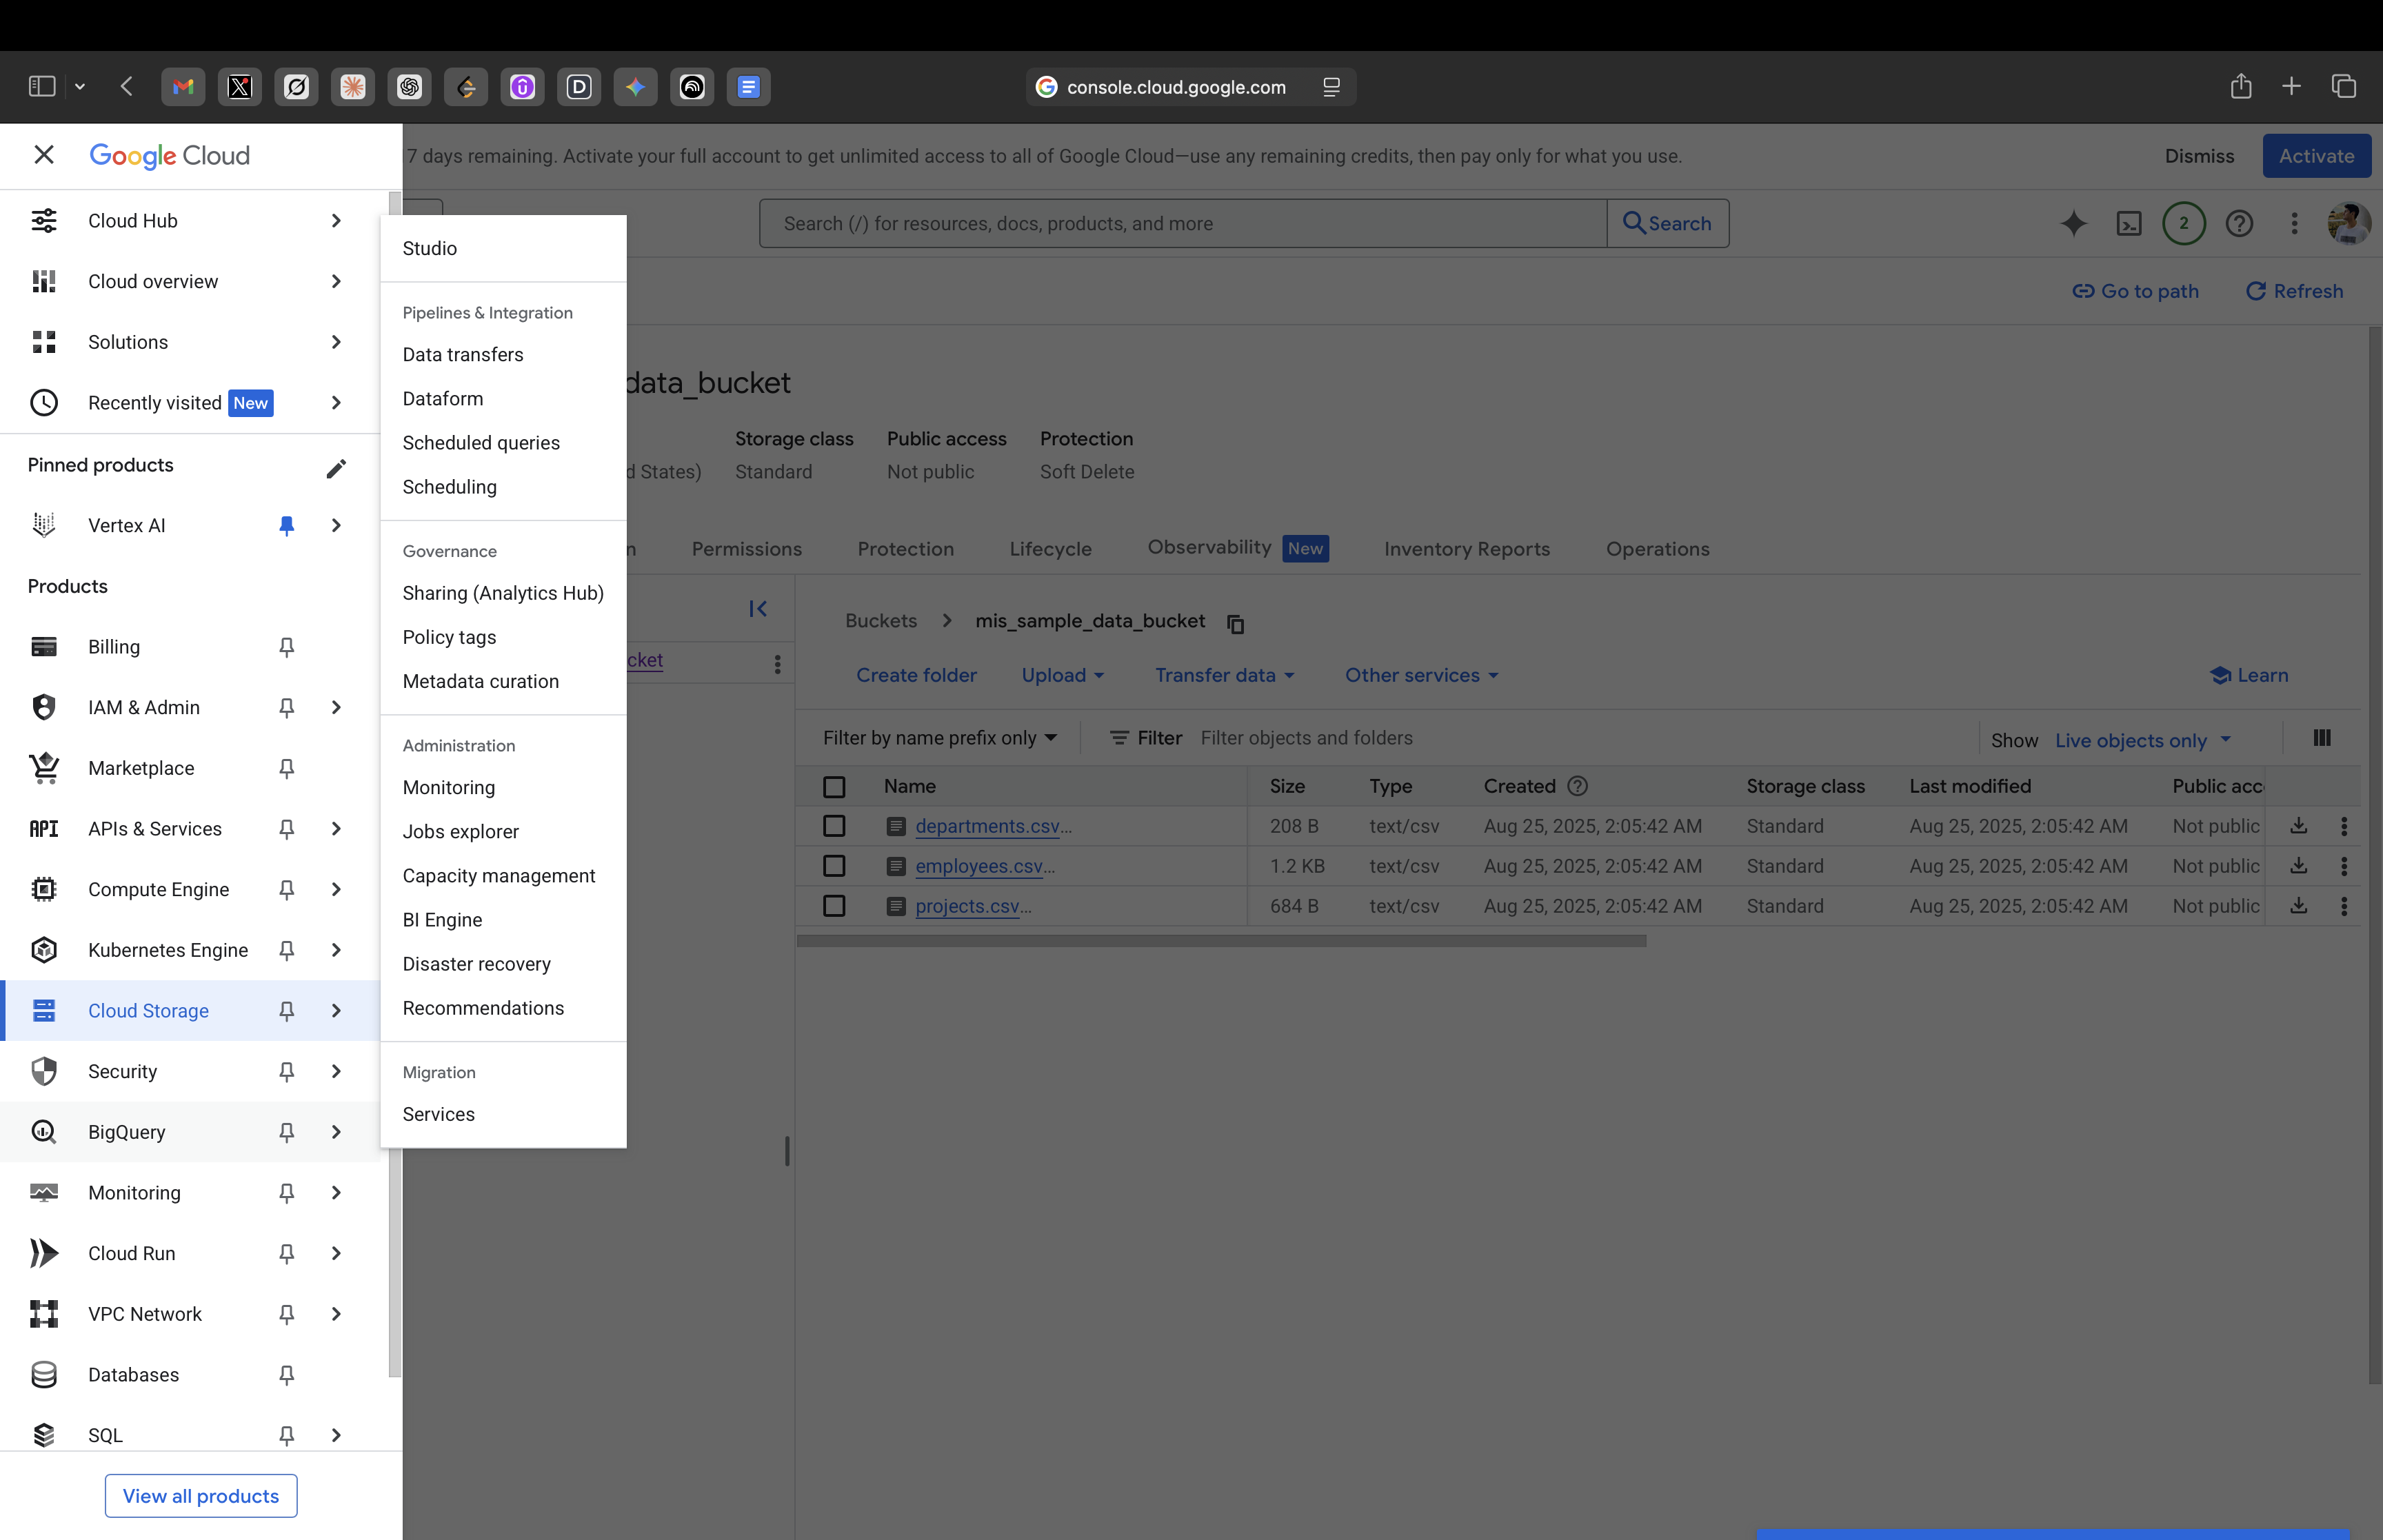 console.cloud.google.com
Google Cloud
7 days remaining. Activate your full account to get unlimited access to all of Google Cloud—use any remaining credits, then pay only for what you use.
Dismiss
Activate
Cloud Hub
Cloud overview
Solutions
Recently visited New
Pinned products
Vertex AI
Products
Billing
IAM & Admin
Marketplace
API APIs & Services
Compute Engine
Kubernetes Engine
Cloud Storage
Security
BigQuery
Monitoring
Cloud Run
VPC Network
Databases
SQL
View all products
Studio
Pipelines & Integration
Data transfers
Dataform
Scheduled queries
Scheduling
Governance
Sharing (Analytics Hub)
Policy tags
Metadata curation
Administration
Monitoring
Jobs explorer
Capacity management
BI Engine
Disaster recovery
Recommendations
Migration
Services
Search (/) for resources, docs, products, and more
Search
2
Go to path
Refresh
data_bucket
Storage class Public access Protection
d States) Standard Not public Soft Delete
n Permissions Protection Lifecycle Observability New Inventory Reports Operations
cket
Buckets mis_sample_data_bucket
Create folder Upload Transfer data Other services Learn
Filter by name prefix only Filter Filter objects and folders Show Live objects only
Name Size Type Created Storage class Last modified Public acc
departments.csv... 208 B text/csv Aug 25, 2025, 2:05:42 AM Standard Aug 25, 2025, 2:05:42 AM Not public
employees.csv... 1.2 KB text/csv Aug 25, 2025, 2:05:42 AM Standard Aug 25, 2025, 2:05:42 AM Not public
projects.csv... 684 B text/csv Aug 25, 2025, 2:05:42 AM Standard Aug 25, 2025, 2:05:42 AM Not public